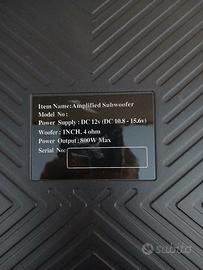 Item Name:Amplified Subwoofer
Model No :
Power Supply : DC 12v (DC 10.8 - 15.6v)
Woofer : INCH, 4 ohm
Power Output :800W Max
Serial No:
subito